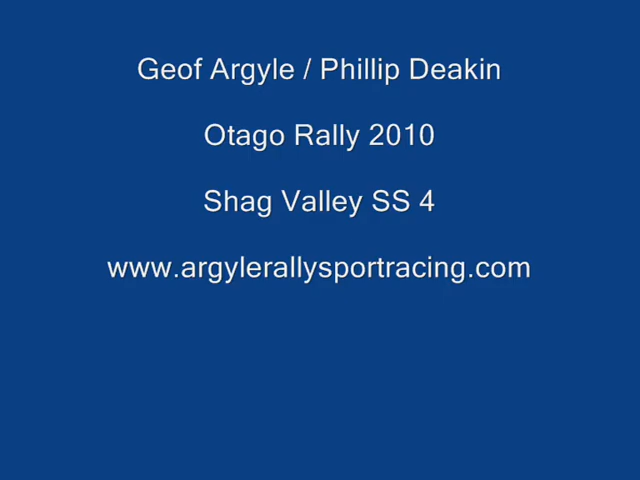 Geof Argyle / Phillip Deakin
Otago Rally 2010
Shag Valley SS 4
www.argylerallysportracing.com